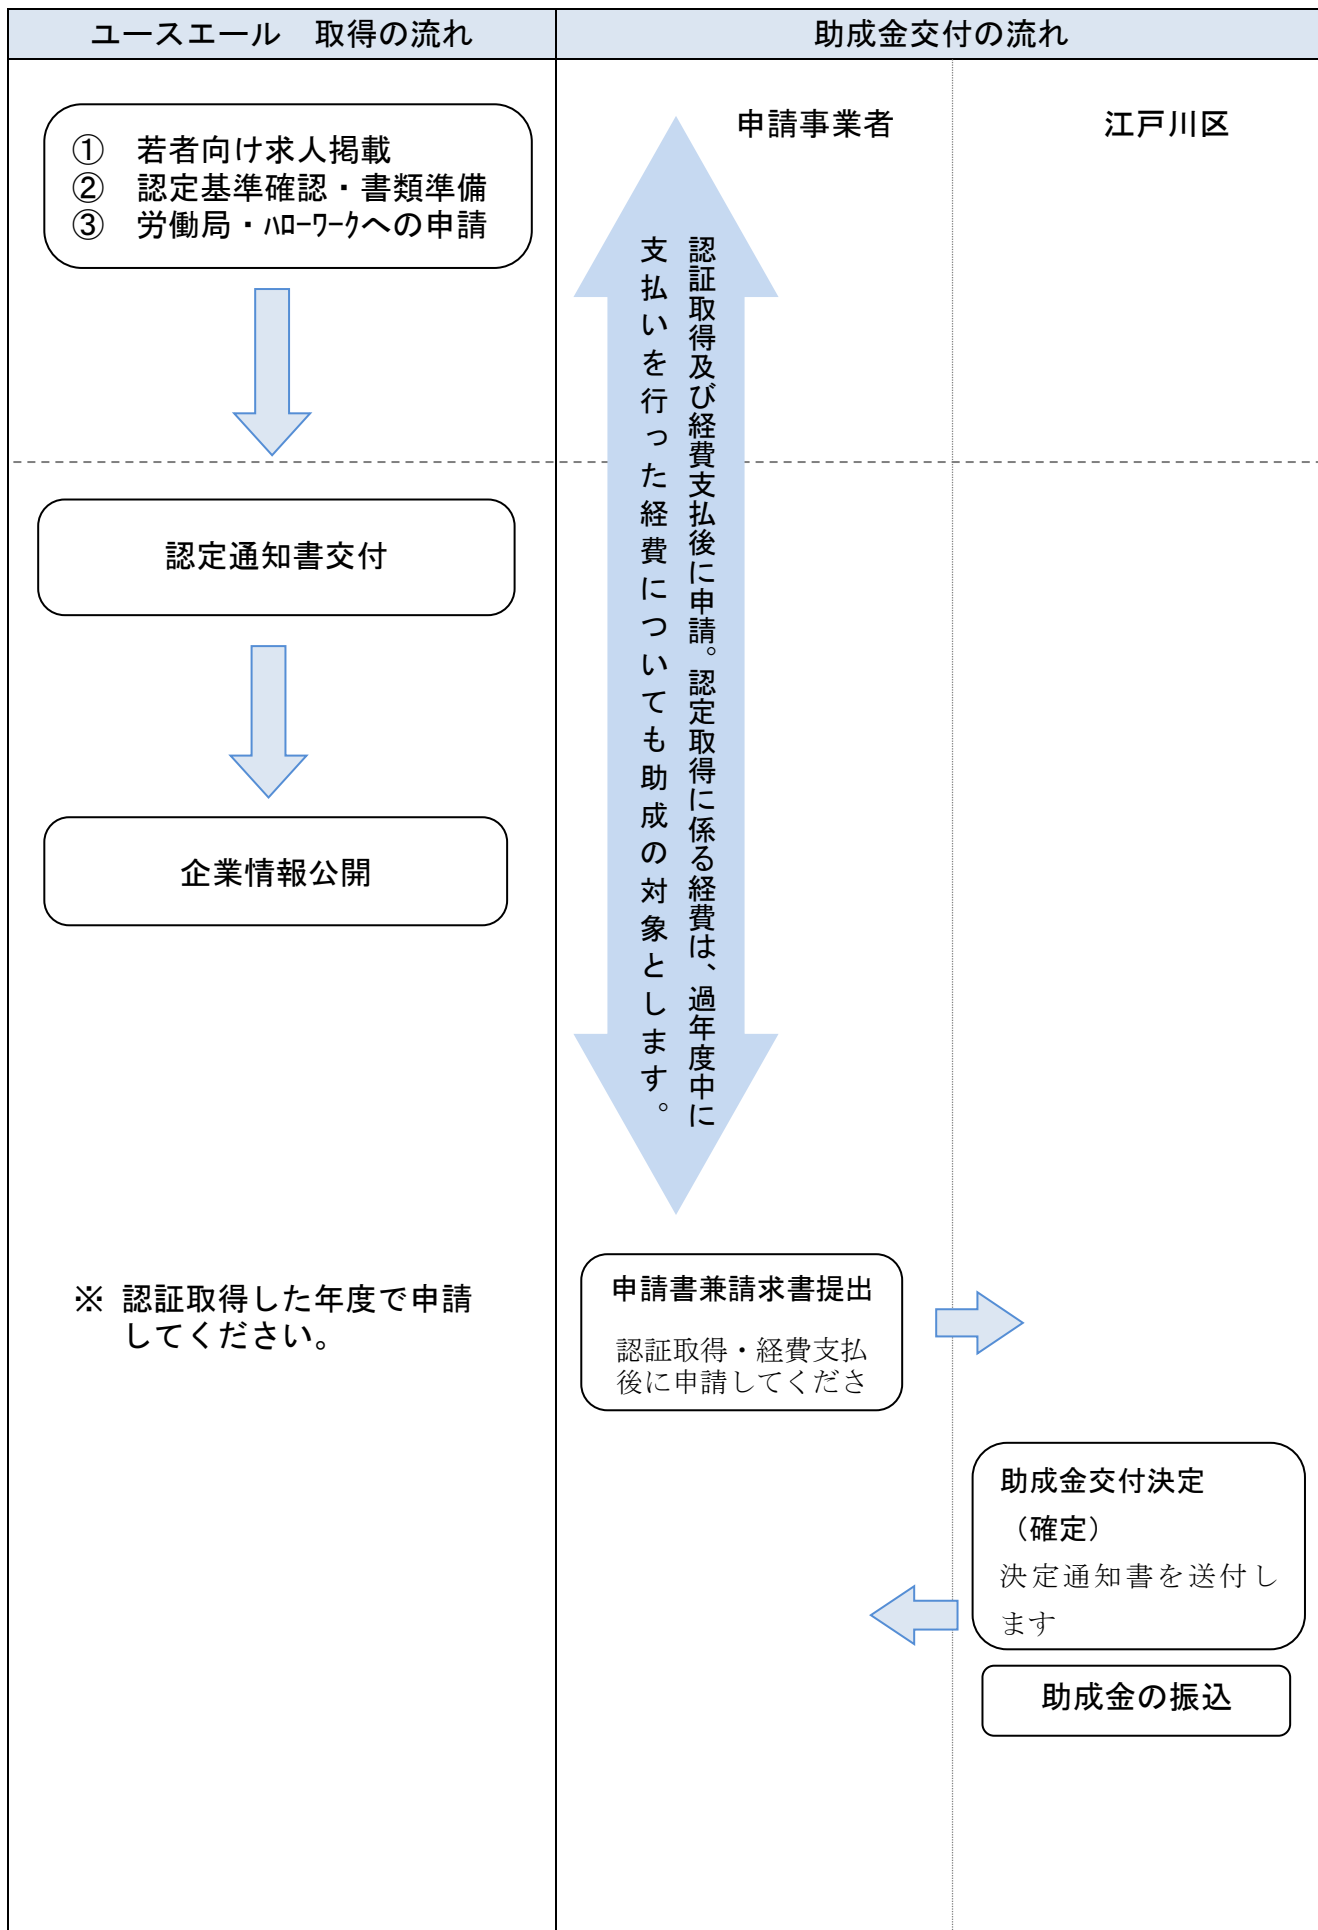 ユースエール　取得の流れ
助成金交付の流れ
申請事業者
江戸川区
①　若者向け求人掲載
②　認定基準確認・書類準備
③　労働局・ﾊﾛｰﾜｰｸへの申請
認証取得及び経費支払後に申請。認定取得に係る経費は、過年度中に
支払いを行った経費についても助成の対象とします。
認定通知書交付
企業情報公開
※ 認証取得した年度で申請
してください。
申請書兼請求書提出
認証取得・経費支払
後に申請してくださ
助成金交付決定
（確定）
決定通知書を送付し
ます
助成金の振込